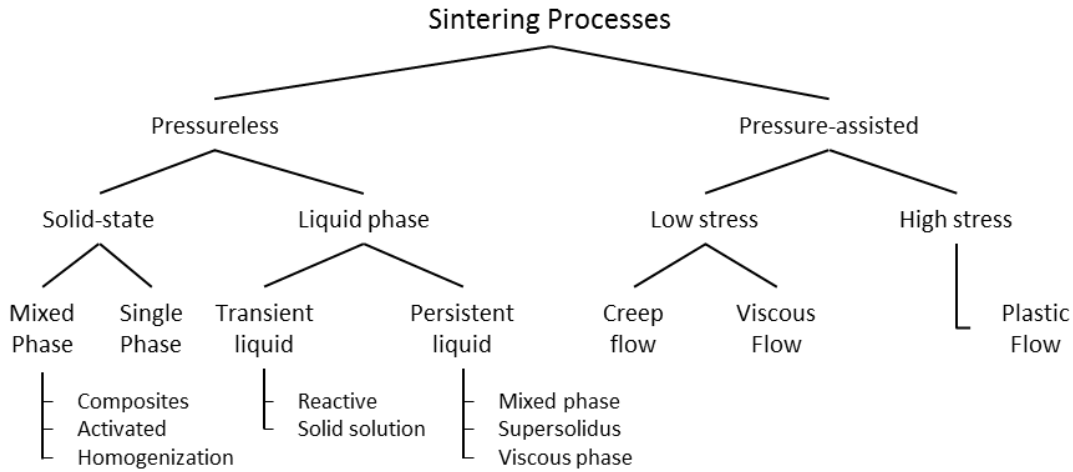 Sintering Processes
Pressureless
Pressure-assisted
Solid-state
Liquid phase
Low stress
High stress
Mixed
Phase
Single
Phase
Transient
liquid
Persistent
liquid
Creep
flow
Viscous
Flow
Plastic
Flow
Composites
Activated
Homogenization
Reactive
Solid solution
Mixed phase
Supersolidus
Viscous phase